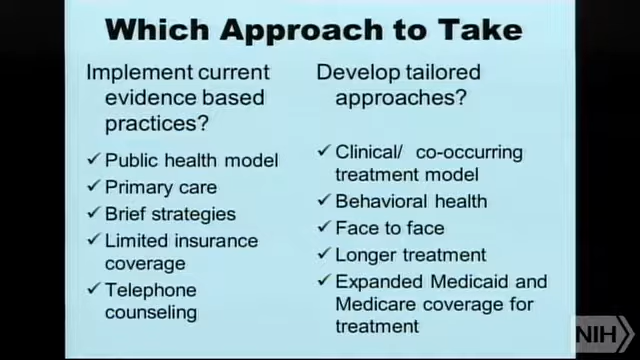 Which Approach to Take
Implement current
evidence based
practices?
✓ Public health model
✓ Primary care
✓ Brief strategies
✓ Limited insurance
coverage
✓ Telephone
counseling
Develop tailored
approaches?
✓ Clinical/ co-occurring
treatment model
✓ Behavioral health
✓ Face to face
✓ Longer treatment
✓ Expanded Medicaid and
Medicare coverage for
treatment
NIH